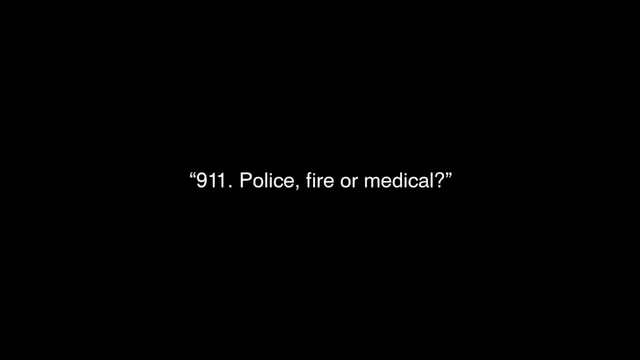 “911. Police, fire or medical?”